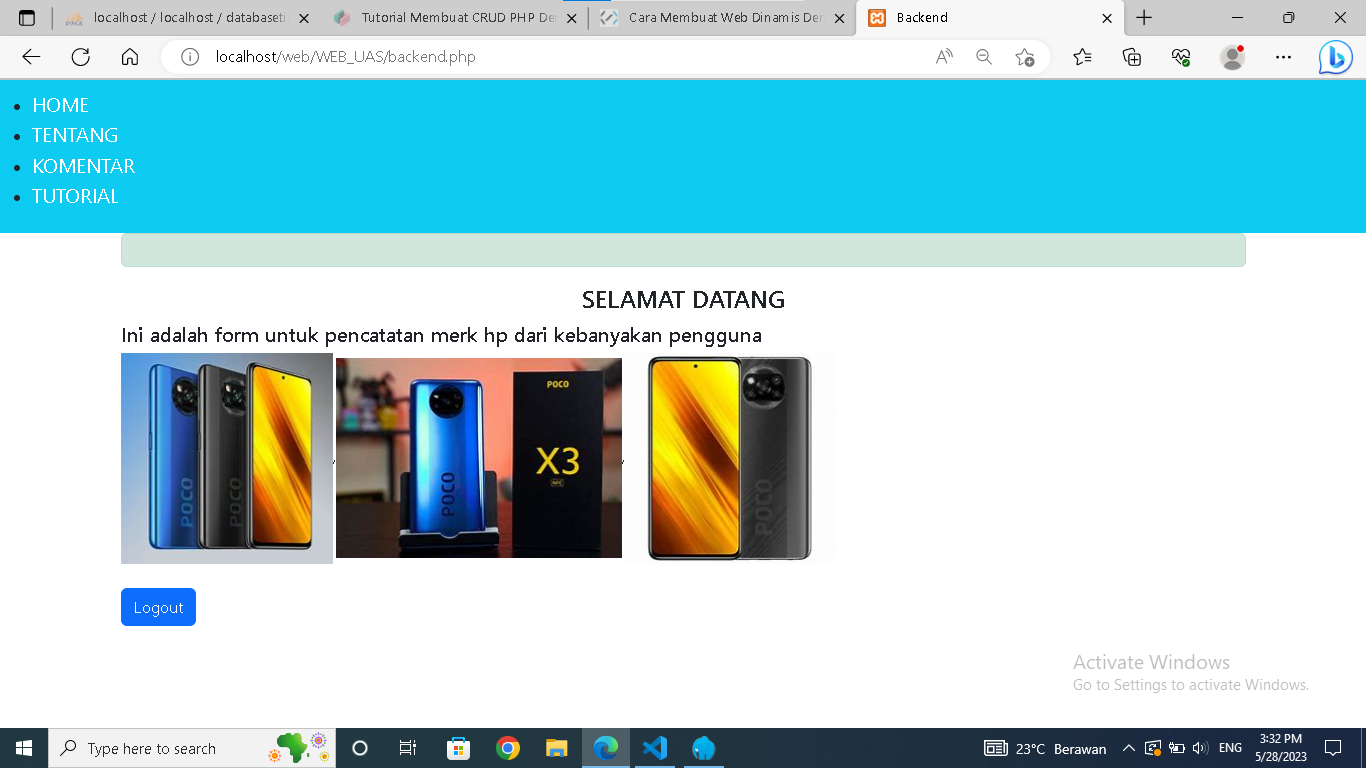 localhost / localhost / databaseti
Tutorial Membuat CRUD PHP De
Cara Membuat Web Dinamis De
Backend
localhost/web/WEB_UAS/backend.php
HOME
TENTANG
KOMENTAR
TUTORIAL
SELAMAT DATANG
Ini adalah form untuk pencatatan merk hp dari kebanyakan pengguna
POCO POCO
POCO
POCO
X3
NFC
POCO
Logout
Activate Windows
Go to Settings to activate Windows.
Type here to search
23°C Berawan
ENG
3:32 PM
5/28/2023